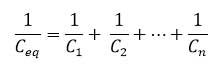 1/C_eq = 1/C_1 + 1/C_2 + ⋯ + 1/C_n